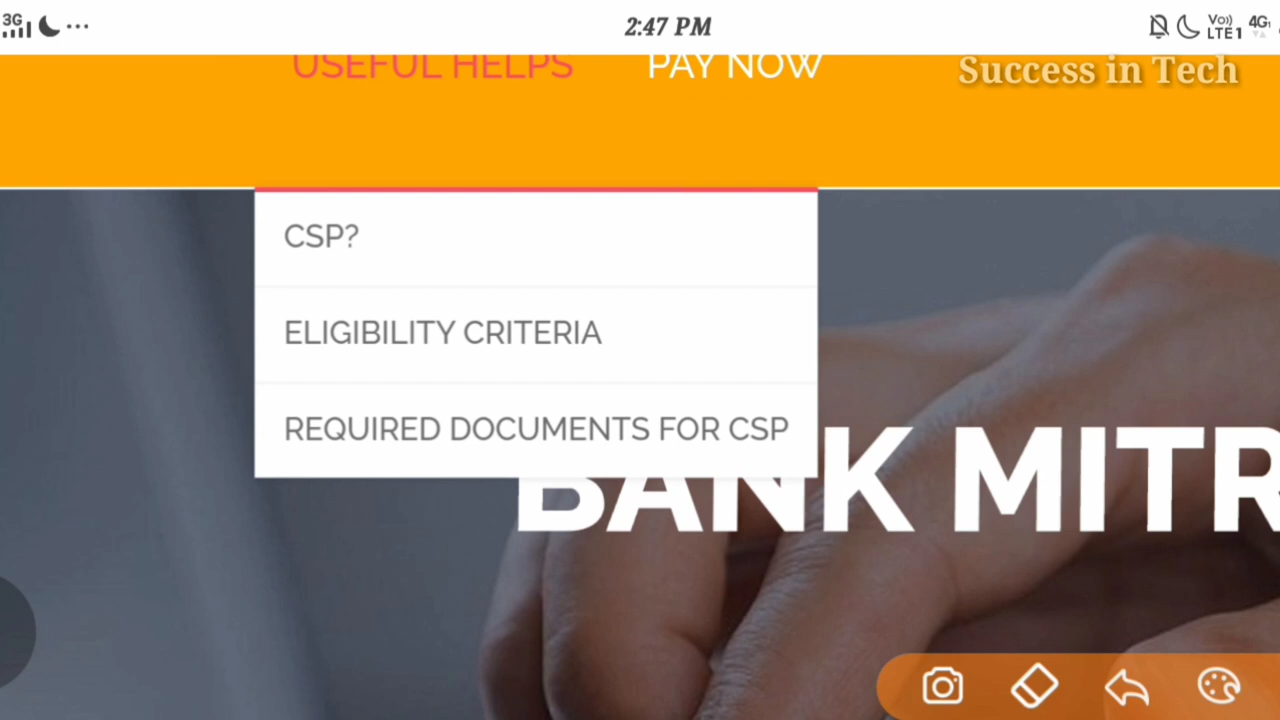 3G
2:47 PM
Vo))
LTE1
4G
USEFUL HELPS
PAY NOW
Success in Tech
CSP?
ELIGIBILITY CRITERIA
REQUIRED DOCUMENTS FOR CSP
BANK MITR